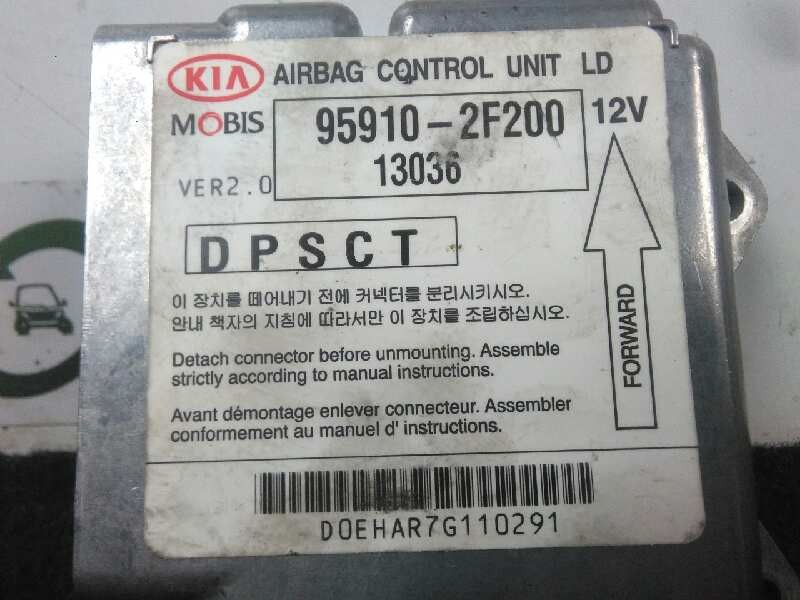 KIA AIRBAG CONTROL UNIT LD
MOBIS 95910-2F200 12V
13036
VER2.0
DPSCT
이 장치를 떼어내기 전에 커넥터를 분리시키시오.
안내 책자의 지침에 따라서만 이 장치를 조립하십시오.
FORWARD
Detach connector before unmounting. Assemble
strictly according to manual instructions.
Avant démontage enlever connecteur. Assembler
conformement au manuel d' instructions.
D0EHAR7G110291